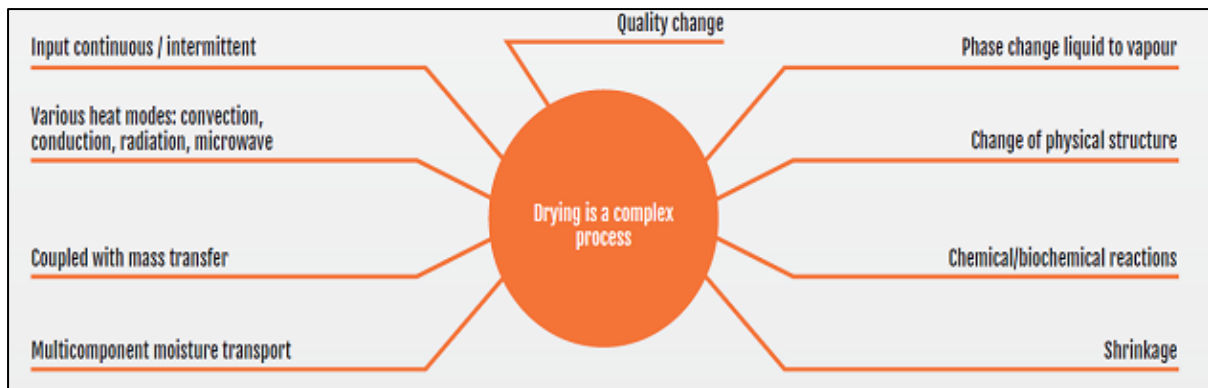 Quality change
Input continuous / intermittent
Various heat modes: convection,
conduction, radiation, microwave
Coupled with mass transfer
Multicomponent moisture transport
Drying is a complex
process
Phase change liquid to vapour
Change of physical structure
Chemical/biochemical reactions
Shrinkage